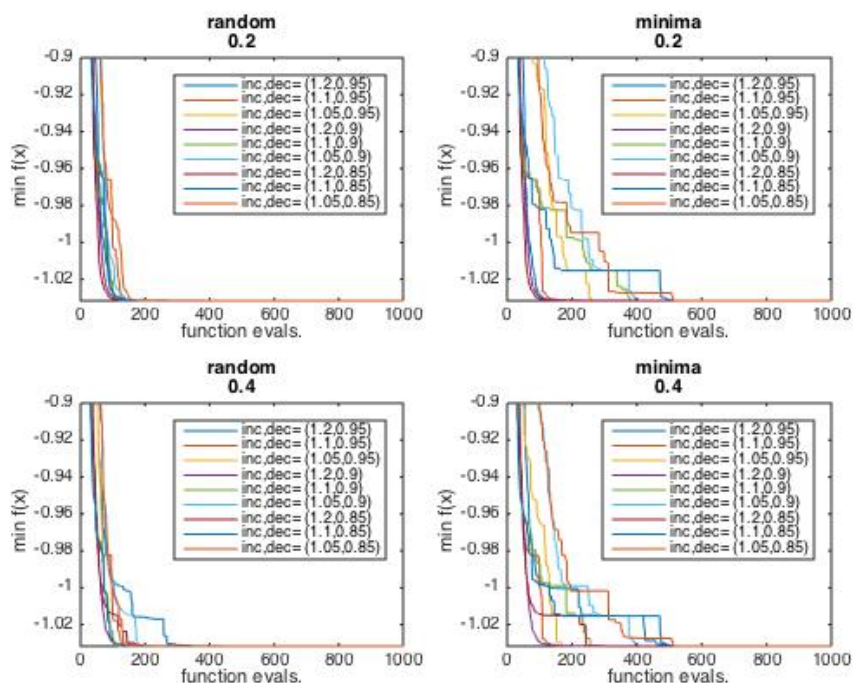 random
0.2
-0.9
-0.92
-0.94
-0.96
-0.98
-1
-1.02
min f(x)
inc,dec= (1.2,0.95)
inc,dec= (1.1,0.95)
inc,dec= (1.05,0.95)
inc,dec= (1.2,0.9)
inc,dec= (1.1,0.9)
inc,dec= (1.05,0.9)
inc,dec= (1.2,0.85)
inc,dec= (1.1,0.85)
inc,dec= (1.05,0.85)
0 200 400 600 800 1000
function evals.
minima
0.2
-0.9
-0.92
-0.94
-0.96
-0.98
-1
-1.02
min f(x)
inc,dec= (1.2,0.95)
inc,dec= (1.1,0.95)
inc,dec= (1.05,0.95)
inc,dec= (1.2,0.9)
inc,dec= (1.1,0.9)
inc,dec= (1.05,0.9)
inc,dec= (1.2,0.85)
inc,dec= (1.1,0.85)
inc,dec= (1.05,0.85)
0 200 400 600 800 1000
function evals.
random
0.4
-0.9
-0.92
-0.94
-0.96
-0.98
-1
-1.02
min f(x)
inc,dec= (1.2,0.95)
inc,dec= (1.1,0.95)
inc,dec= (1.05,0.95)
inc,dec= (1.2,0.9)
inc,dec= (1.1,0.9)
inc,dec= (1.05,0.9)
inc,dec= (1.2,0.85)
inc,dec= (1.1,0.85)
inc,dec= (1.05,0.85)
0 200 400 600 800 1000
function evals.
minima
0.4
-0.9
-0.92
-0.94
-0.96
-0.98
-1
-1.02
min f(x)
inc,dec= (1.2,0.95)
inc,dec= (1.1,0.95)
inc,dec= (1.05,0.95)
inc,dec= (1.2,0.9)
inc,dec= (1.1,0.9)
inc,dec= (1.05,0.9)
inc,dec= (1.2,0.85)
inc,dec= (1.1,0.85)
inc,dec= (1.05,0.85)
0 200 400 600 800 1000
function evals.